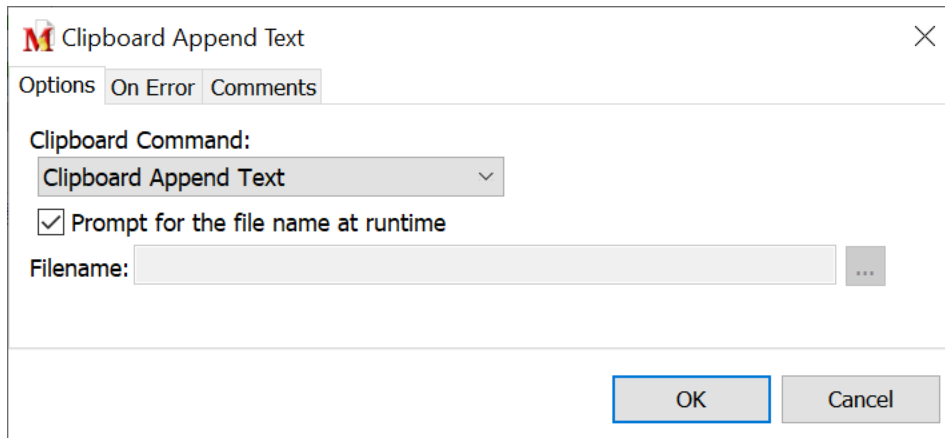 Clipboard Append Text
Options On Error Comments
Clipboard Command:
Clipboard Append Text
Prompt for the file name at runtime
Filename: ...
OK Cancel